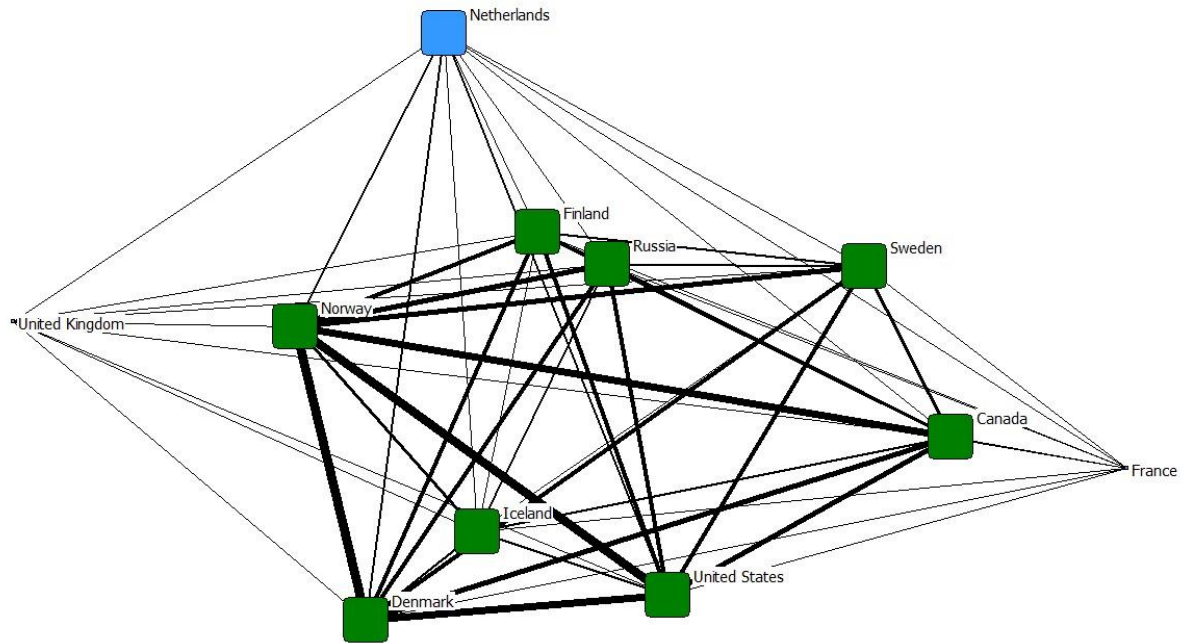 Netherlands
Finland
Russia
Sweden
Norway
United Kingdom
Canada
France
Iceland
United States
Denmark